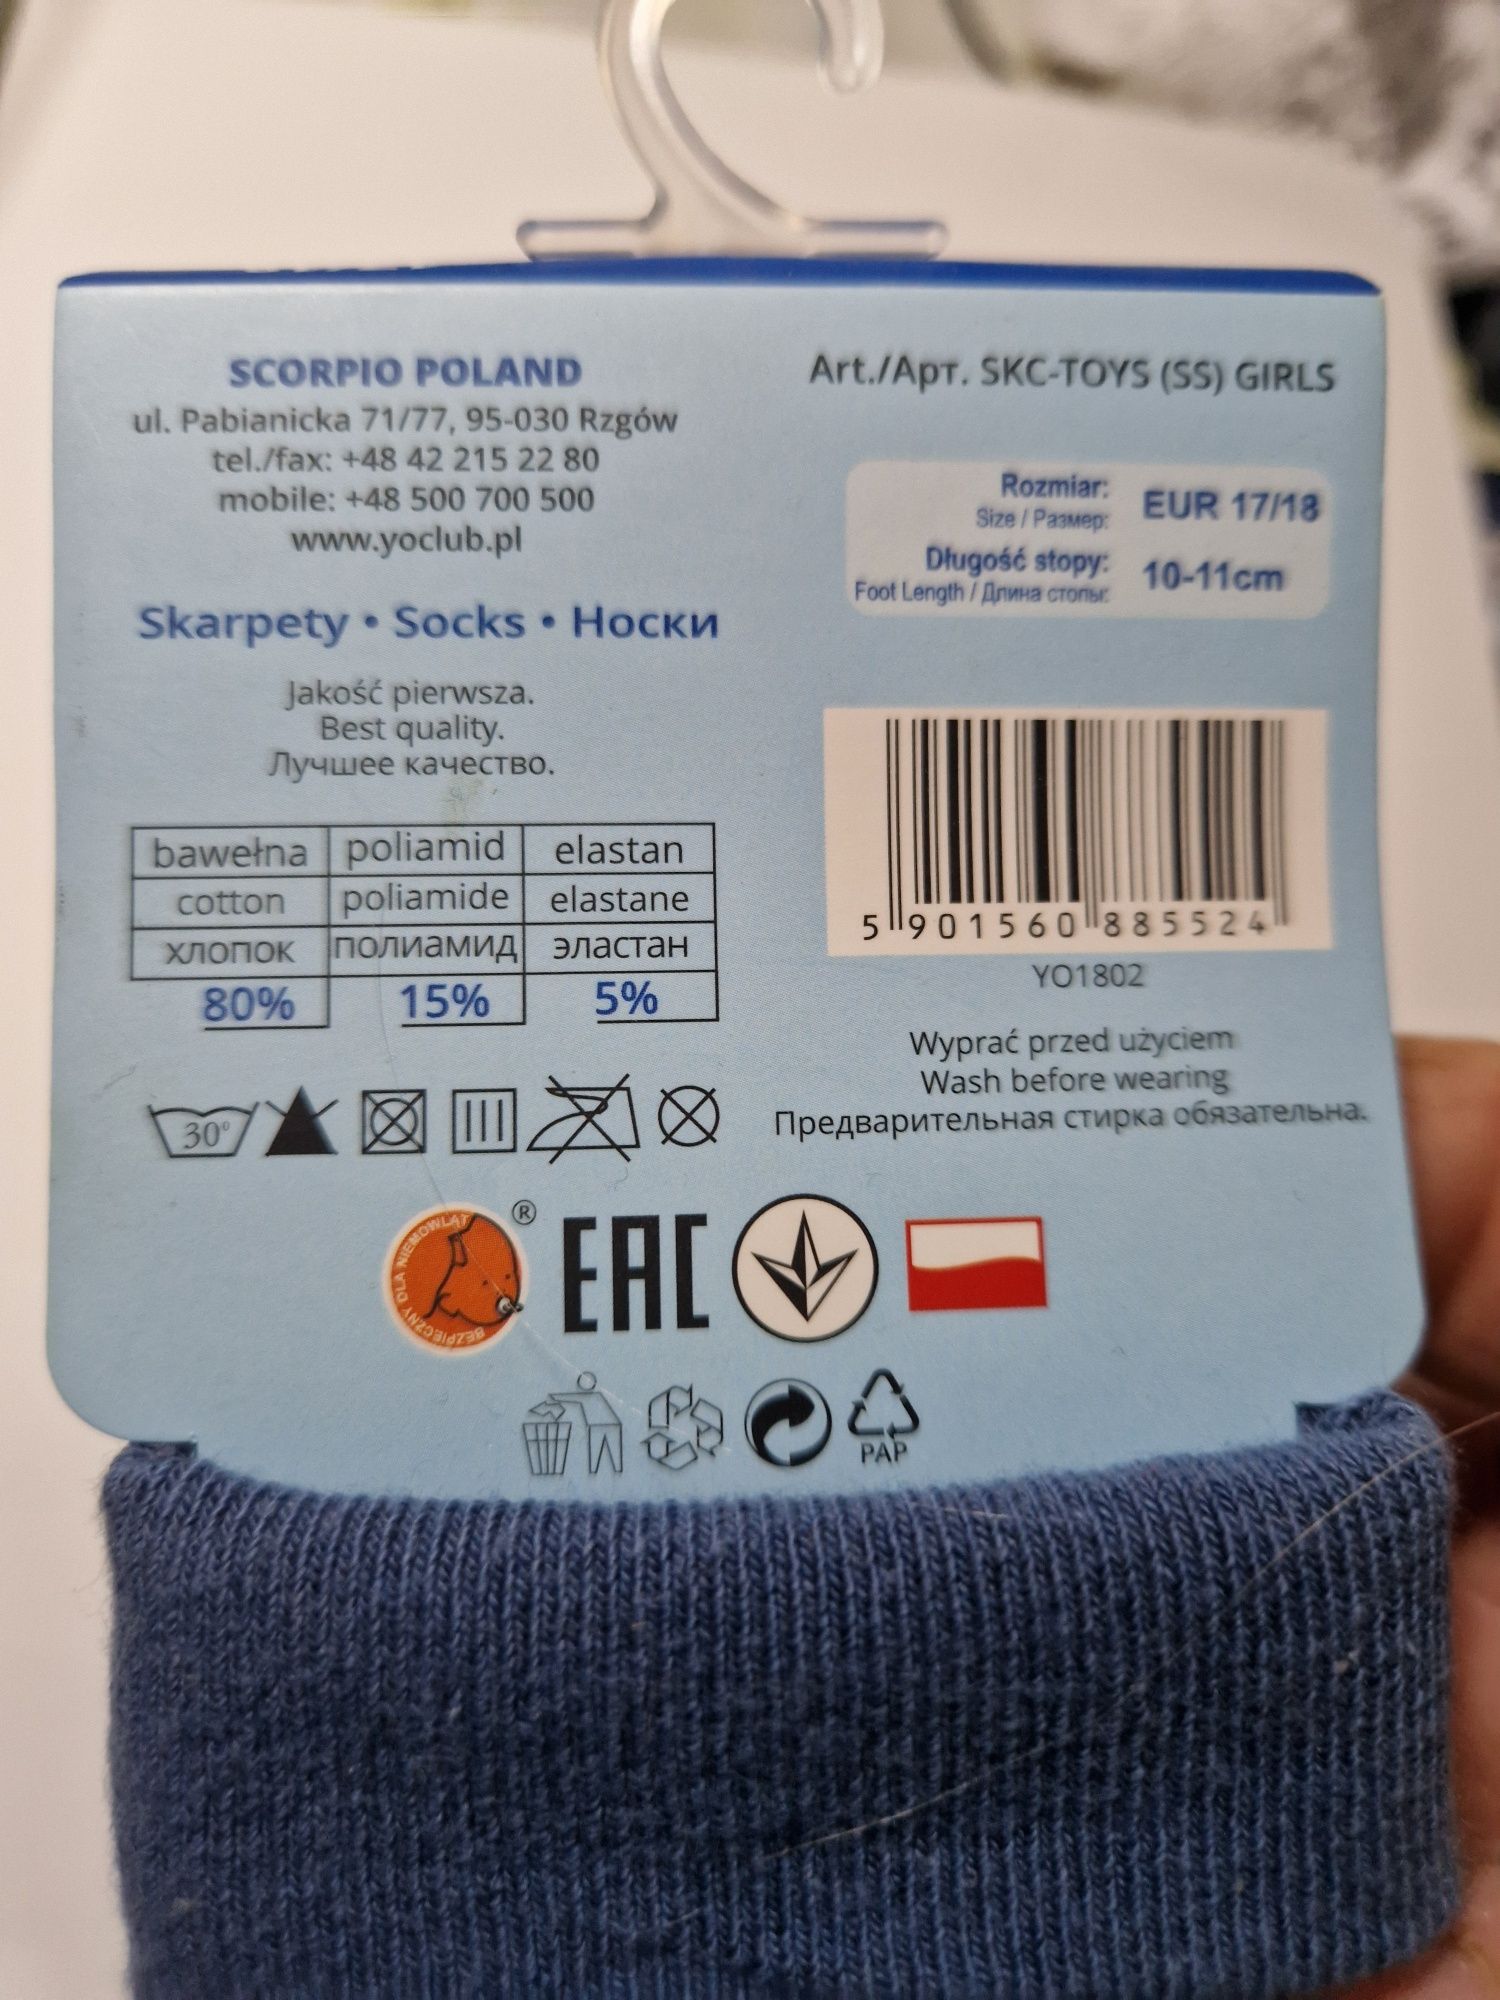 SCORPIO POLAND
ul. Pabianicka 71/77, 95-030 Rzgów
tel./fax: +48 42 215 22 80
mobile: +48 500 700 500
www.yoclub.pl
Skarpety • Socks • Носки
Jakość pierwsza.
Best quality.
Лучшее качество.
bawełna poliamid elastan
cotton poliamide elastane
хлопок полиамид эластан
80% 15% 5%
30°
Art./Арт. SKC-TOYS (SS) GIRLS
Rozmiar: EUR 17/18
Size / Размер:
Długość stopy: 10-11cm
Foot Length / Длина стопы:
5 901560 885524
YO1802
Wyprać przed użyciem
Wash before wearing
Предварительная стирка обязательна.
BEZPIECZNY DLA NIEMOWLĄT
®
EAC
PAP